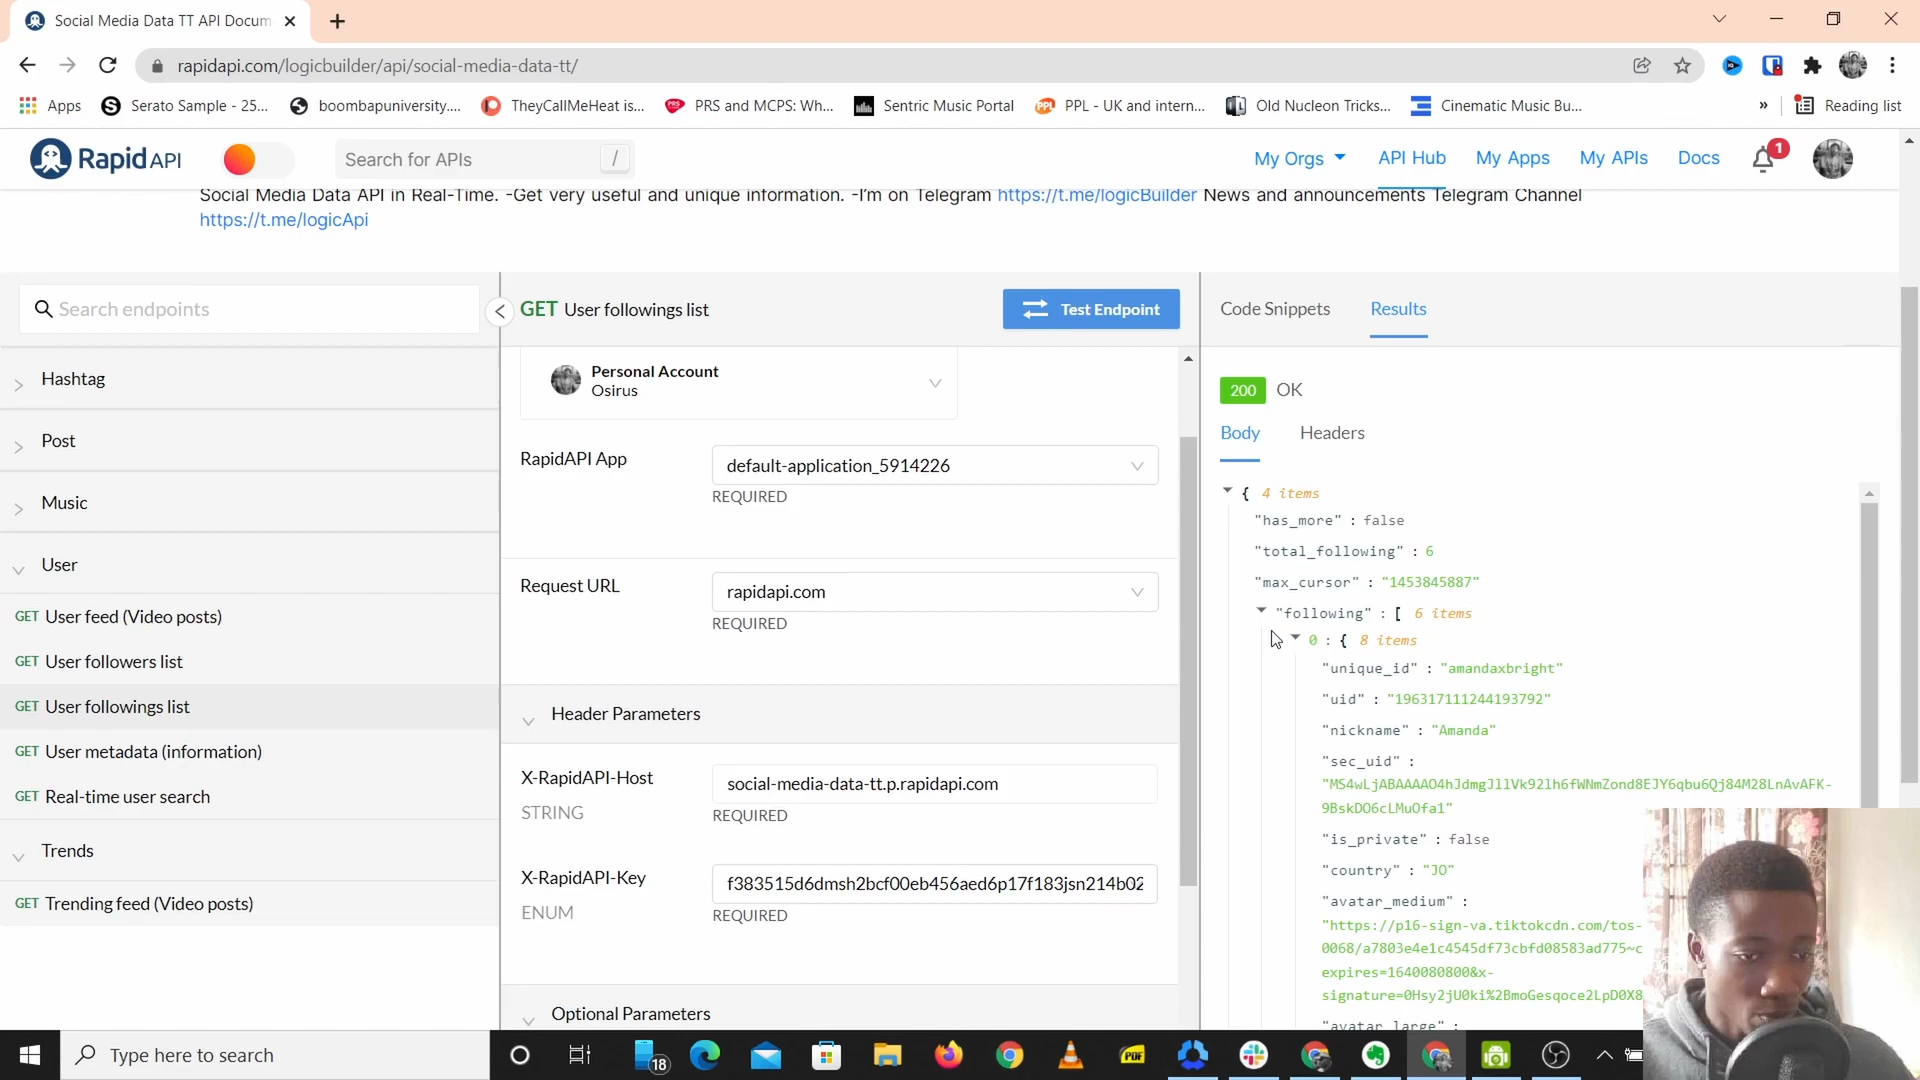 Social Media Data TT API Docum
rapidapi.com/logicbuilder/api/social-media-data-tt/
Apps
Serato Sample - 25...
boombapuniversity....
TheyCallMeHeat is...
PRS and MCPS: Wh...
Sentric Music Portal
PPL - UK and intern...
Old Nucleon Tricks...
Cinematic Music Bu...
»
Reading list
Rapid API
Search for APIs
/
My Orgs
API Hub
My Apps
My APIs
Docs
1
Social Media Data API in Real-Time. -Get very useful and unique information. -I'm on Telegram https://t.me/logicBuilder News and announcements Telegram Channel
https://t.me/logicApi
Search endpoints
GET User followings list
Test Endpoint
Code Snippets
Results
Hashtag
Post
Music
User
GET User feed (Video posts)
GET User followers list
GET User followings list
GET User metadata (information)
GET Real-time user search
Trends
GET Trending feed (Video posts)
Personal Account
Osirus
RapidAPI App
default-application_5914226
REQUIRED
Request URL
rapidapi.com
REQUIRED
Header Parameters
X-RapidAPI-Host
social-media-data-tt.p.rapidapi.com
STRING
REQUIRED
X-RapidAPI-Key
f383515d6dmsh2bcf00eb456aed6p17f183jsn214b02
ENUM
REQUIRED
Optional Parameters
200 OK
Body
Headers
{ 4 items
"has_more" : false
"total_following" : 6
"max_cursor" : "1453845887"
"following" : [ 6 items
0 : { 8 items
"unique_id" : "amandaxbright"
"uid" : "196317111244193792"
"nickname" : "Amanda"
"sec_uid" :
"MS4wLjABAAAAO4hJdmgJllVk92lh6fWNmZond8EJY6qbu6Qj84M28LnAvAFK-
9BskDO6cLMuOfa1"
"is_private" : false
"country" : "JO"
"avatar_medium" :
"https://p16-sign-va.tiktokcdn.com/tos-
0068/a7803e4e1c4545df73cbfd08583ad775~c
expires=1640080800&x-
signature=0Hsy2jU0ki%2BmoGesqoce2LpD0X8
"avatar_large" :
Type here to search
18
PDF